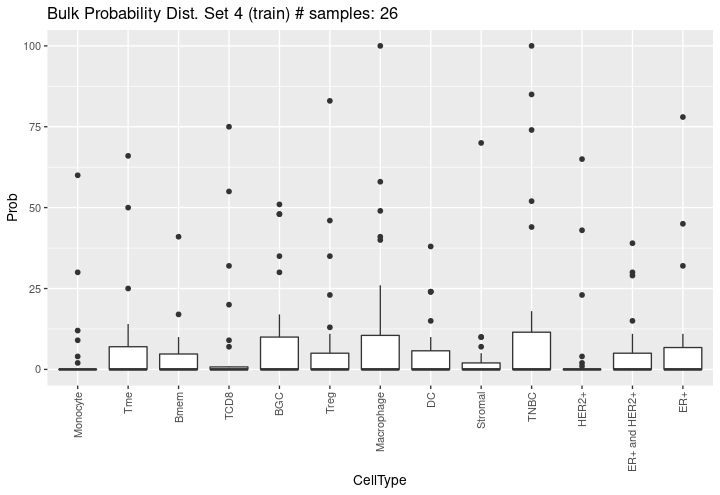 Bulk Probability Dist. Set 4 (train) # samples: 26
Prob
100
75
50
25
0
Monocyte
Tme
Bmem
TCD8
BGC
Treg
Macrophage
DC
Stromal
TNBC
HER2+
ER+ and HER2+
ER+
CellType